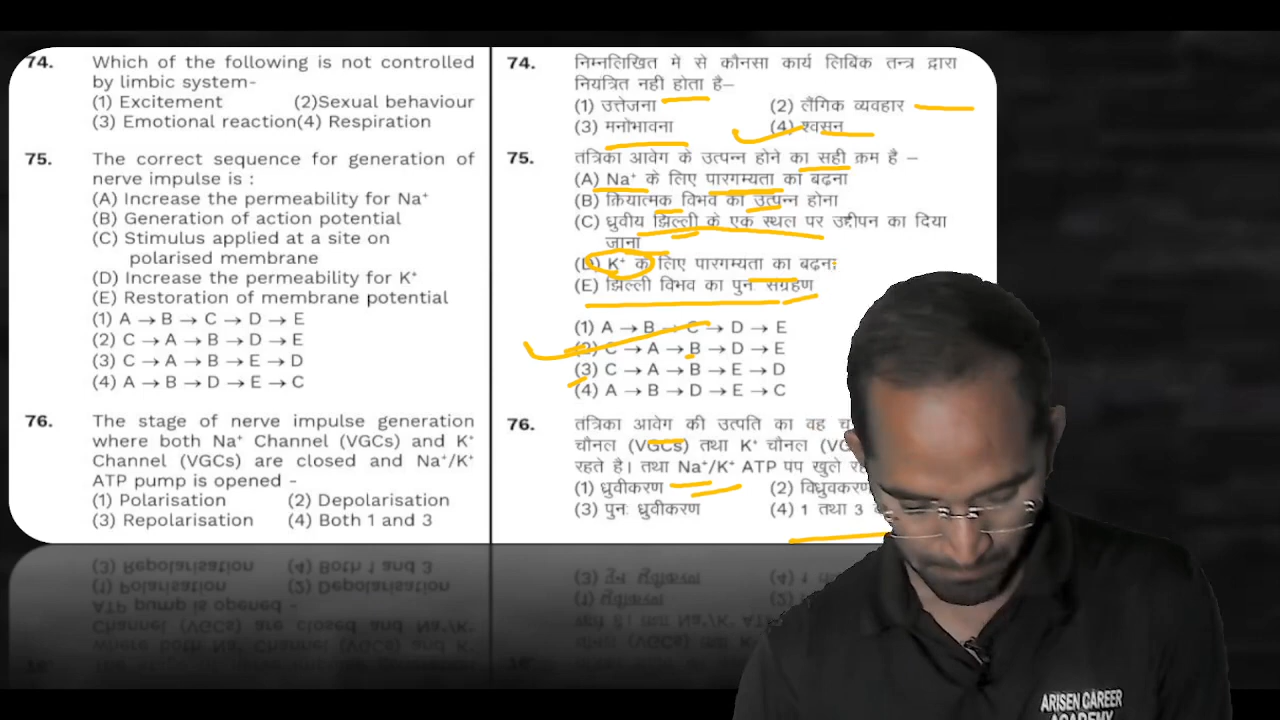 74. Which of the following is not controlled
by limbic system-
(1) Excitement (2)Sexual behaviour
(3) Emotional reaction(4) Respiration
75. The correct sequence for generation of
nerve impulse is :
(A) Increase the permeability for Na⁺
(B) Generation of action potential
(C) Stimulus applied at a site on
polarised membrane
(D) Increase the permeability for K⁺
(E) Restoration of membrane potential
(1) A → B → C → D → E
(2) C → A → B → D → E
(3) C → A → B → E → D
(4) A → B → D → E → C
76. The stage of nerve impulse generation
where both Na⁺ Channel (VGCs) and K⁺
Channel (VGCs) are closed and Na⁺/K⁺
ATP pump is opened -
(1) Polarisation (2) Depolarisation
(3) Repolarisation (4) Both 1 and 3
74. निम्नलिखित मे से कौनसा कार्य लिबिंक तन्त्र द्वारा
नियंत्रित नही होता है–
(1) उत्तेजना (2) लैंगिक व्यवहार
(3) मनोभावना (4) श्वसन
75. तंत्रिका आवेग के उत्पन्न होने का सही क्रम है –
(A) Na⁺ के लिए पारगम्यता का बढ़ना
(B) क्रियात्मक विभव का उत्पन्न होना
(C) ध्रुवीय झिल्ली के एक स्थल पर उद्दीपन का दिया
जाना
(D) K⁺ के लिए पारगम्यता का बढ़ना
(E) झिल्ली विभव का पुन संग्रहण
(1) A → B → C → D → E
(2) C → A → B → D → E
(3) C → A → B → E → D
(4) A → B → D → E → C
76. तंत्रिका आवेग की उत्पति का वह
चौनल (VGCs) तथा K⁺ चौनल
रहते है। तथा Na⁺/K⁺ ATP पप खुले
(1) ध्रुवीकरण (2) विध्रुवकरण
(3) पुनः ध्रुवीकरण (4) 1 तथा 3
ARISEN CAREER
ACADEMY